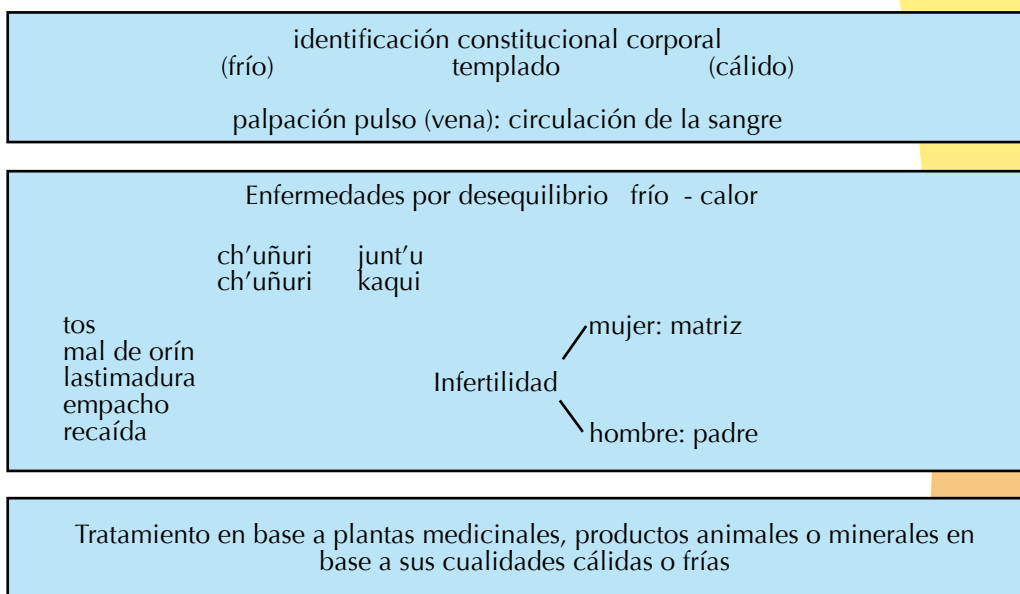 identificación constitucional corporal
(frío) templado (cálido)
palpación pulso (vena): circulación de la sangre
Enfermedades por desequilibrio frío - calor
ch’uñuri junt’u
ch’uñuri kaqui
tos
mal de orín
lastimadura
empacho
recaída
Infertilidad
mujer: matriz
hombre: padre
Tratamiento en base a plantas medicinales, productos animales o minerales en
base a sus cualidades cálidas o frías